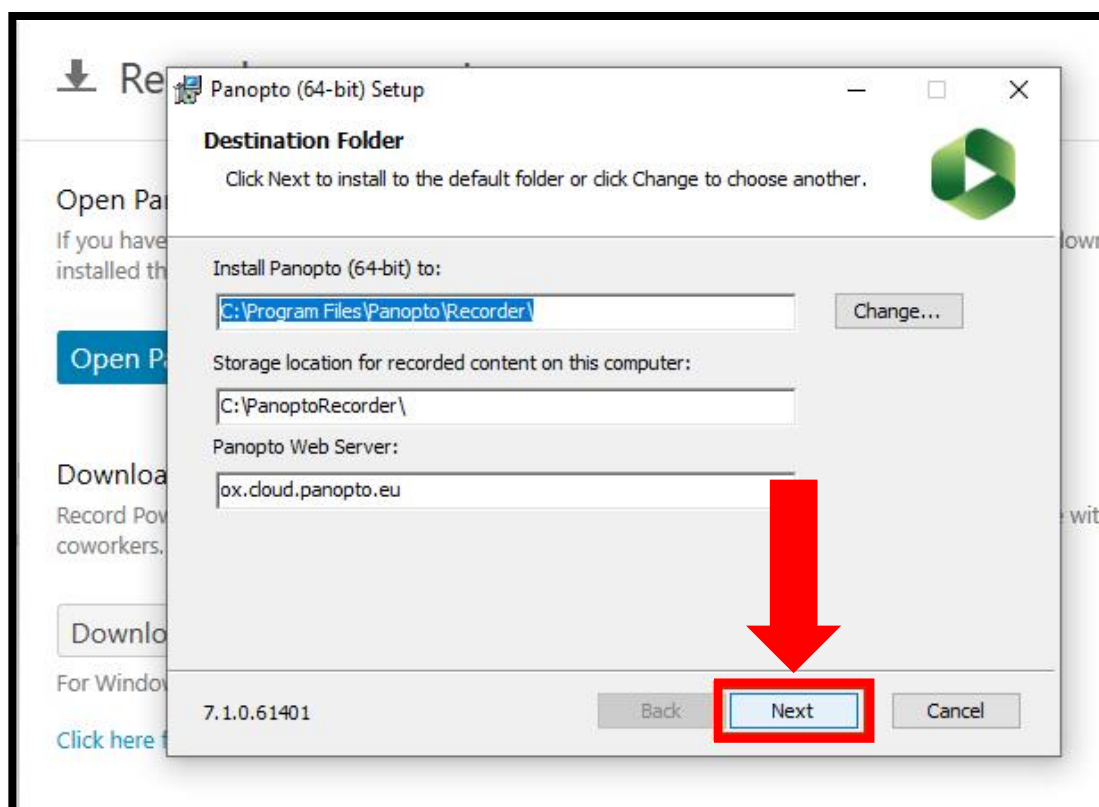 Re
Panopto (64-bit) Setup
Destination Folder
Click Next to install to the default folder or click Change to choose another.
Open Pa
If you have
installed th
Install Panopto (64-bit) to:
C:\Program Files\Panopto\Recorder\
Change...
Open P
Storage location for recorded content on this computer:
C:\PanoptoRecorder\
Panopto Web Server:
ox.cloud.panopto.eu
Downloa
Record Pow
coworkers.
wit
Downlo
For Window
7.1.0.61401
Back
Next
Cancel
Click here f